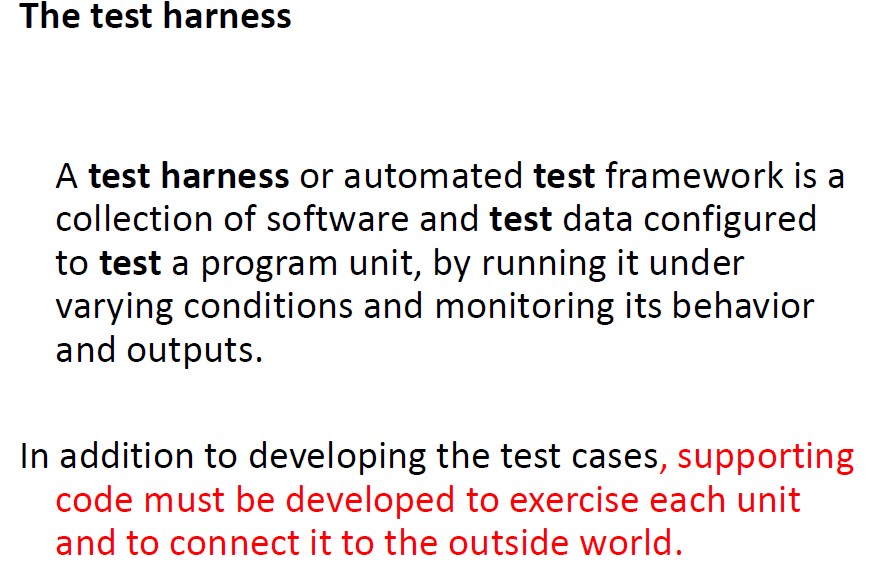 The test harness
A test harness or automated test framework is a
collection of software and test data configured
to test a program unit, by running it under
varying conditions and monitoring its behavior
and outputs.
In addition to developing the test cases, supporting
code must be developed to exercise each unit
and to connect it to the outside world.